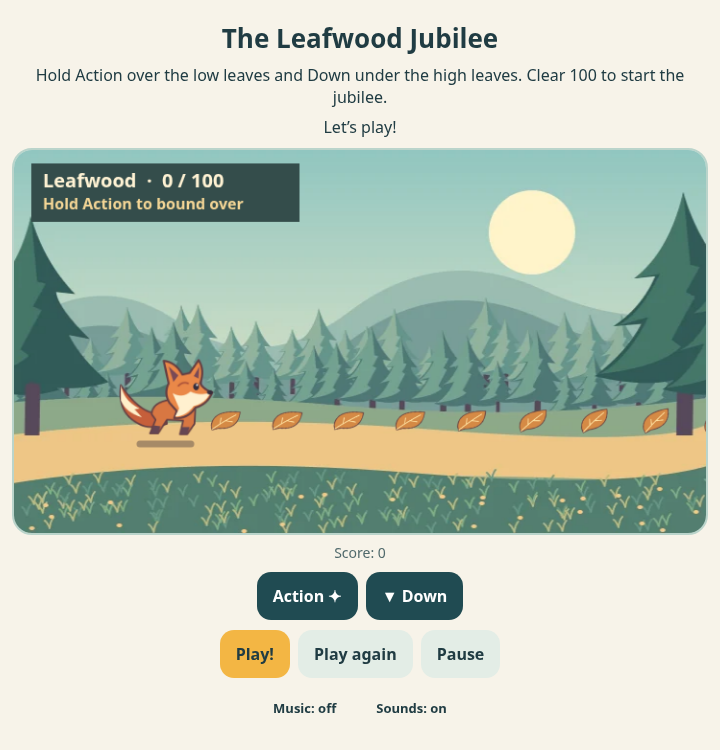 The Leafwood Jubilee
Hold Action over the low leaves and Down under the high leaves. Clear 100 to start the
jubilee.
Let’s play!
Leafwood · 0 / 100
Hold Action to bound over
Score: 0
Action ✦ ▼ Down
Play! Play again Pause
Music: off Sounds: on